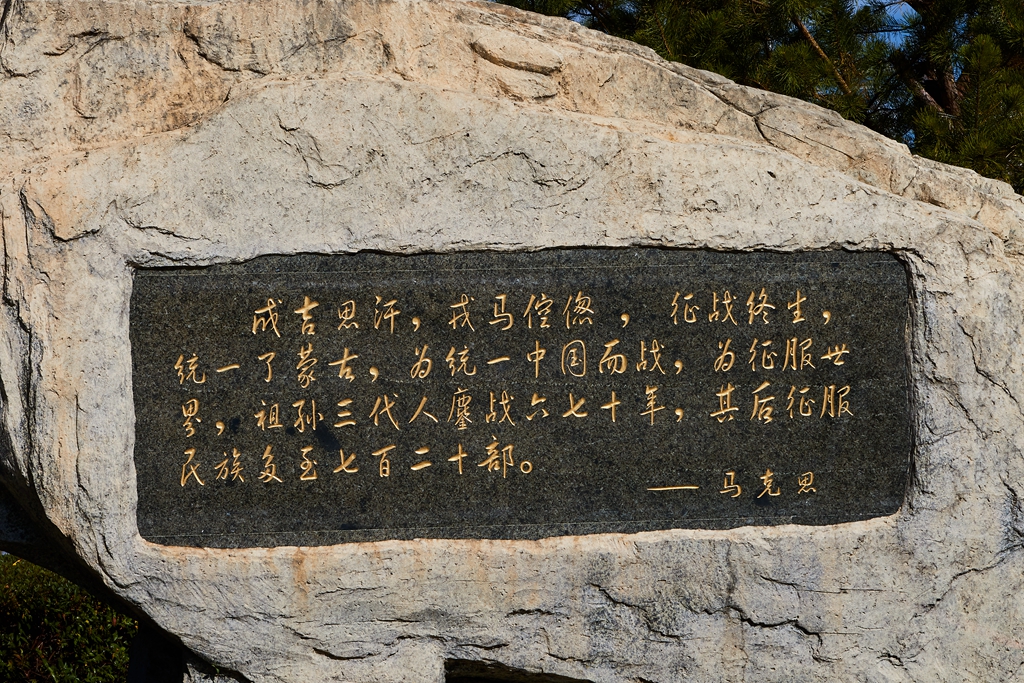 成吉思汗，戎马倥偬，征战终生，
统一了蒙古，为统一中国而战，为征服世
界，祖孙三代人鏖战六七十年，其后征服
民族多至七百二十部。
——马克思